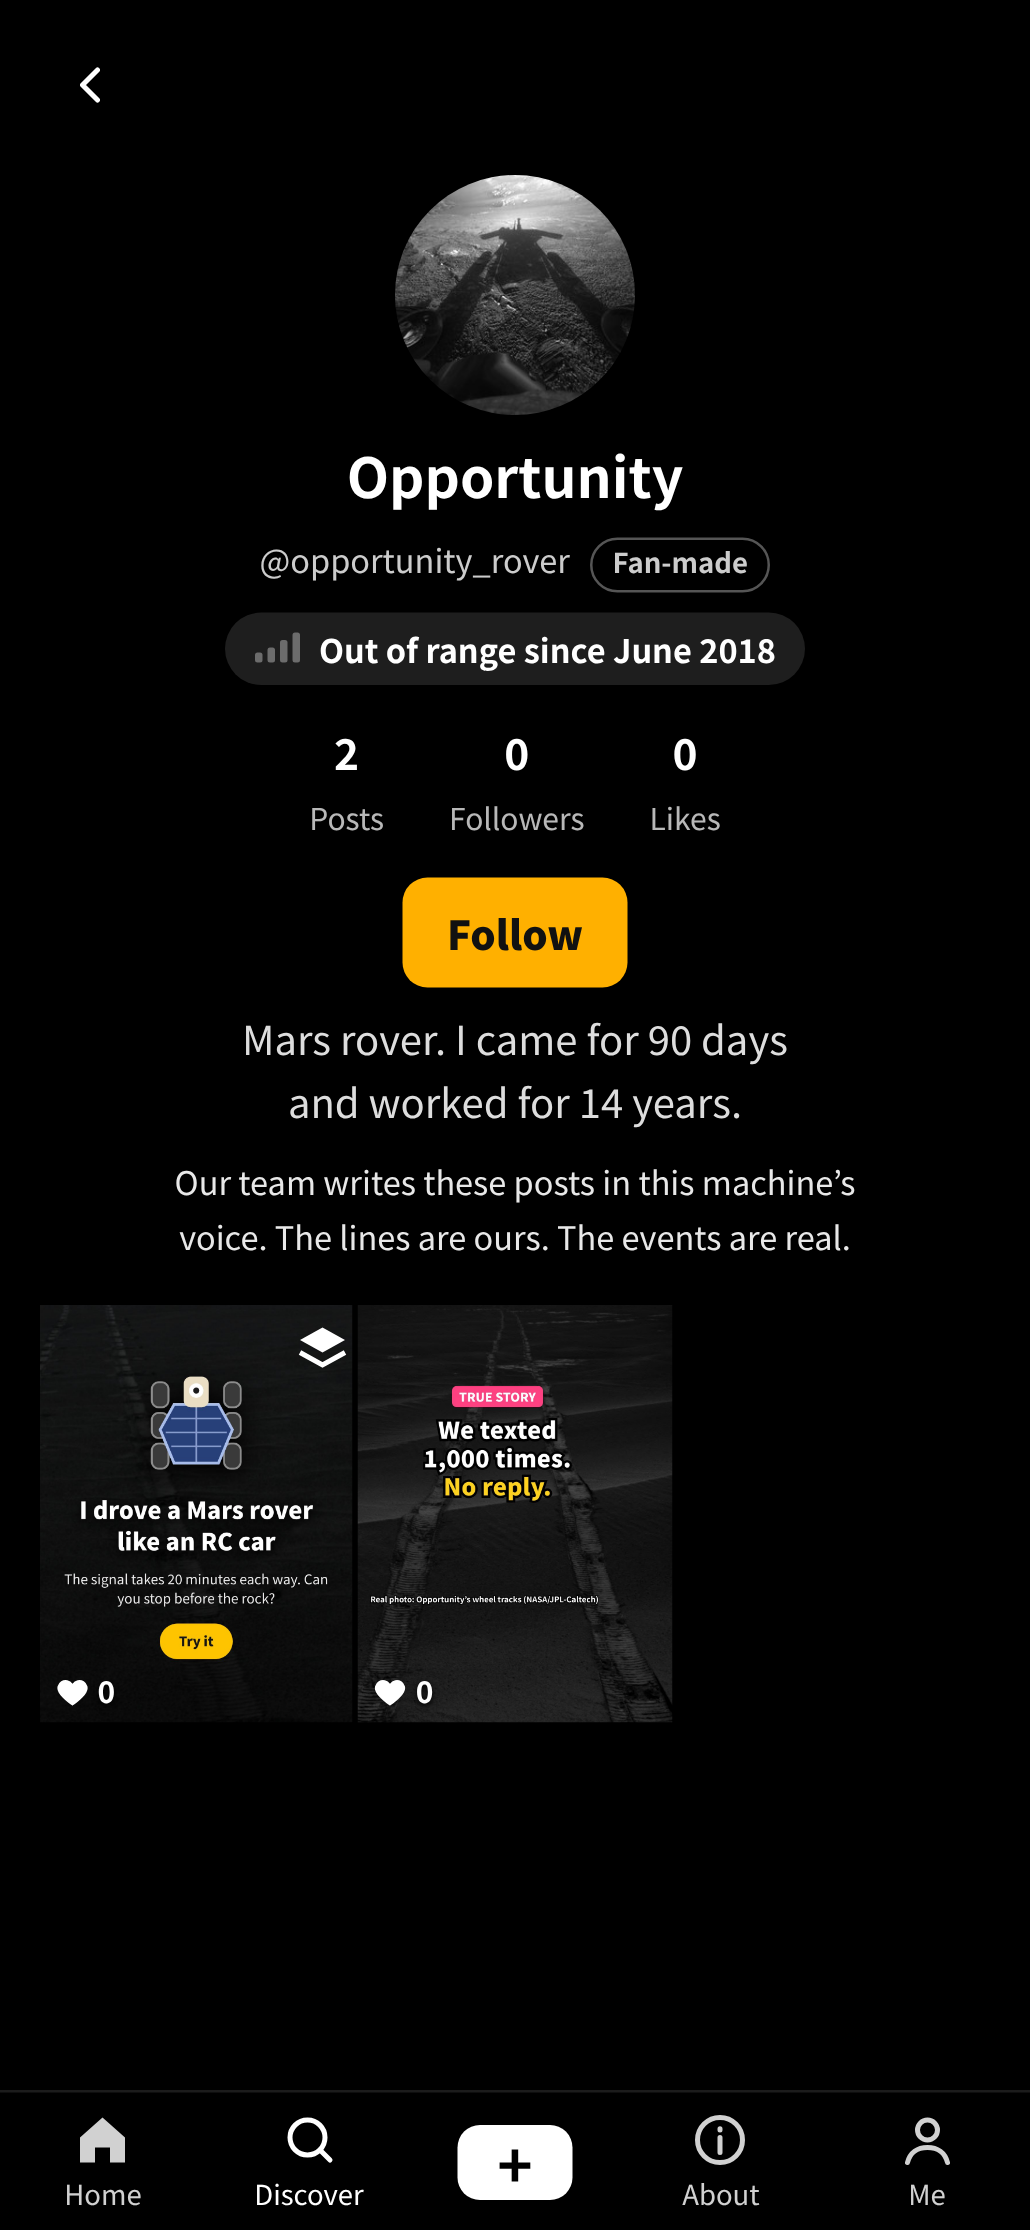 Opportunity
@opportunity_rover Fan-made
Out of range since June 2018
2 0 0
Posts Followers Likes
Follow
Mars rover. I came for 90 days
and worked for 14 years.
Our team writes these posts in this machine’s
voice. The lines are ours. The events are real.
I drove a Mars rover
like an RC car
The signal takes 20 minutes each way. Can
you stop before the rock?
Try it
0
TRUE STORY
We texted
1,000 times.
No reply.
Real photo: Opportunity’s wheel tracks (NASA/JPL-Caltech)
0
Home Discover About Me